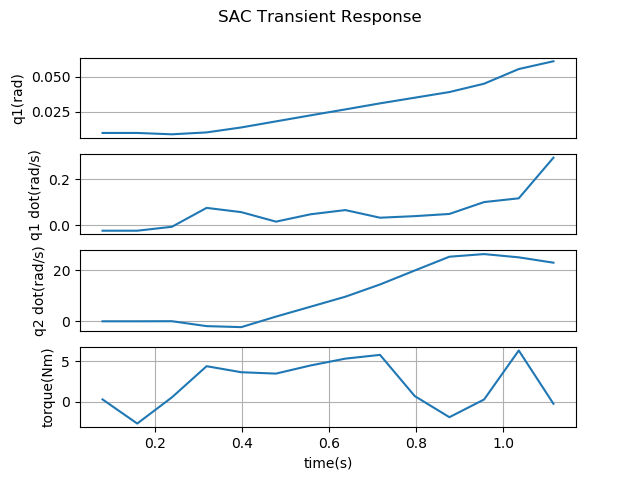 SAC Transient Response
0.050
0.025
q1(rad)
0.2
0.0
q1 dot(rad/s)
20
0
q2 dot(rad/s)
5
0
torque(Nm)
0.2 0.4 0.6 0.8 1.0
time(s)